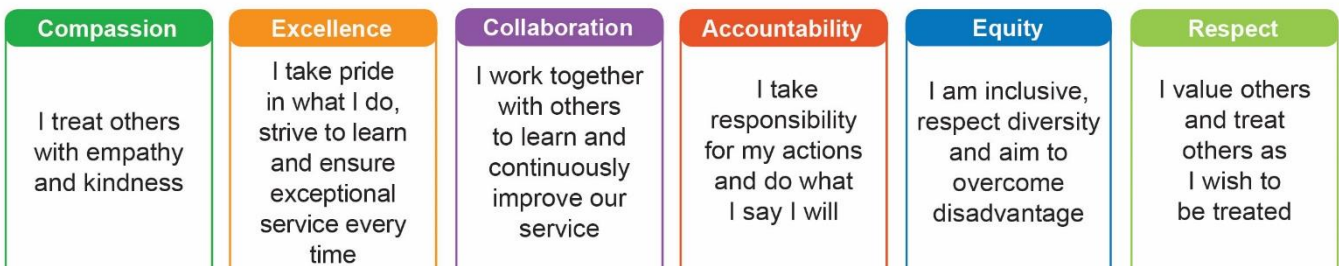 Compassion
I treat others
with empathy
and kindness
Excellence
I take pride
in what I do,
strive to learn
and ensure
exceptional
service every
time
Collaboration
I work together
with others
to learn and
continuously
improve our
service
Accountability
I take
responsibility
for my actions
and do what
I say I will
Equity
I am inclusive,
respect diversity
and aim to
overcome
disadvantage
Respect
I value others
and treat
others as
I wish to
be treated